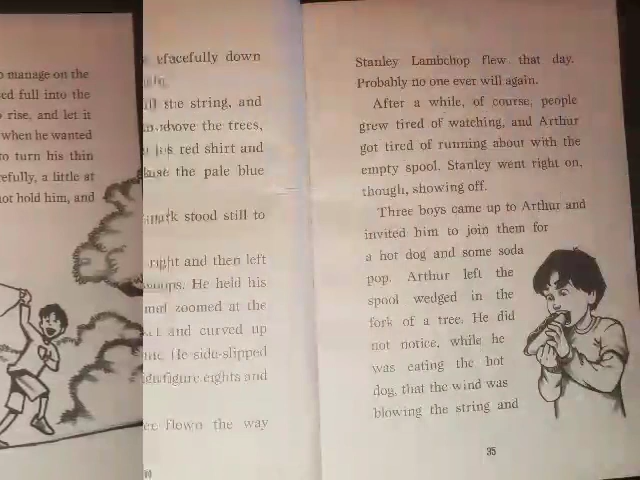 manage on the
ed full into the
rise, and let it
when he wanted
to turn his thin
efully, a little at
not hold him, and
down
the string, and
the trees,
red shirt and
the pale blue
stood still to
right and then left
He held his
zoomed at the
and curved up
He side-slipped
figure eights and
flown the way
Stanley Lambchop flew that day.
Probably no one ever will again.
After a while, of course, people
grew tired of watching, and Arthur
got tired of running about with the
empty spool. Stanley went right on,
though, showing off.
Three boys came up to Arthur and
invited him to join them for
a hot dog and some soda
pop. Arthur left the
spool wedged in the
fork of a tree. He did
not notice, while he
was eating the hot
dog, that the wind was
blowing the string and
35